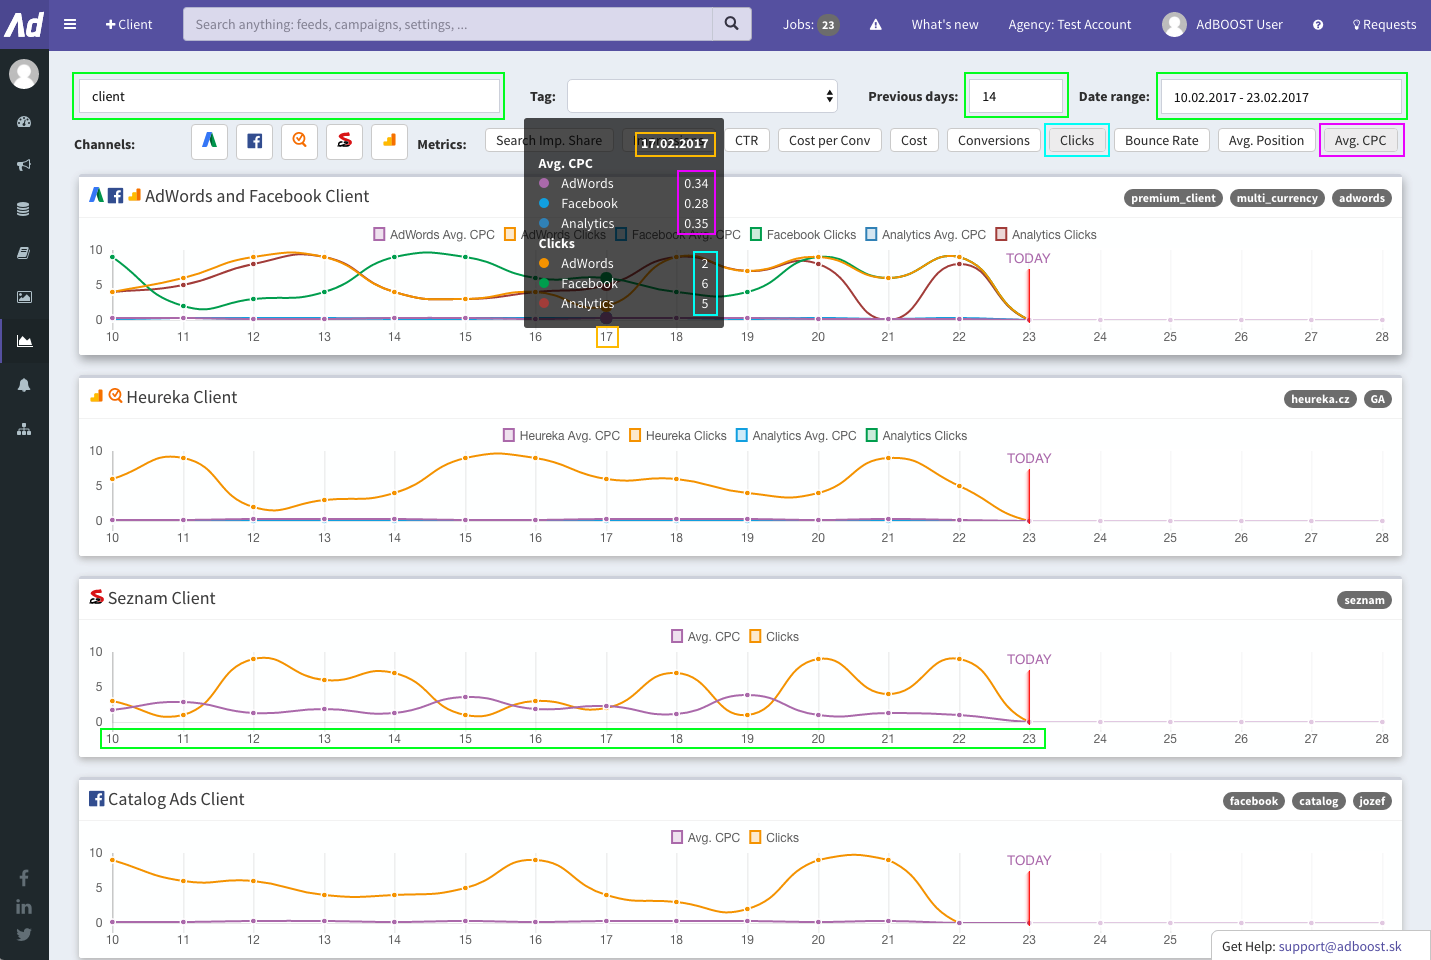 Ad
+ Client
Search anything: feeds, campaigns, settings, ...
Jobs: 23
What's new
Agency: Test Account
AdBOOST User
Requests
client
Tag:
Previous days: 14
Date range: 10.02.2017 - 23.02.2017
Channels:
Metrics:
Search Imp. Share
CTR
Cost per Conv
Cost
Conversions
Clicks
Bounce Rate
Avg. Position
Avg. CPC
17.02.2017
Avg. CPC
AdWords 0.34
Facebook 0.28
Analytics 0.35
Clicks
AdWords 2
Facebook 6
Analytics 5
AdWords and Facebook Client
premium_client multi_currency adwords
AdWords Avg. CPC AdWords Clicks Facebook Avg. CPC Facebook Clicks Analytics Avg. CPC Analytics Clicks
TODAY
10
5
0
10 11 12 13 14 15 16 17 18 19 20 21 22 23 24 25 26 27 28
Heureka Client
heureka.cz GA
Heureka Avg. CPC Heureka Clicks Analytics Avg. CPC Analytics Clicks
TODAY
10
5
0
10 11 12 13 14 15 16 17 18 19 20 21 22 23 24 25 26 27 28
Seznam Client
seznam
Avg. CPC Clicks
TODAY
10
5
0
10 11 12 13 14 15 16 17 18 19 20 21 22 23 24 25 26 27 28
Catalog Ads Client
facebook catalog jozef
Avg. CPC Clicks
TODAY
10
5
0
10 11 12 13 14 15 16 17 18 19 20 21 22 23 24 25
Get Help: support@adboost.sk